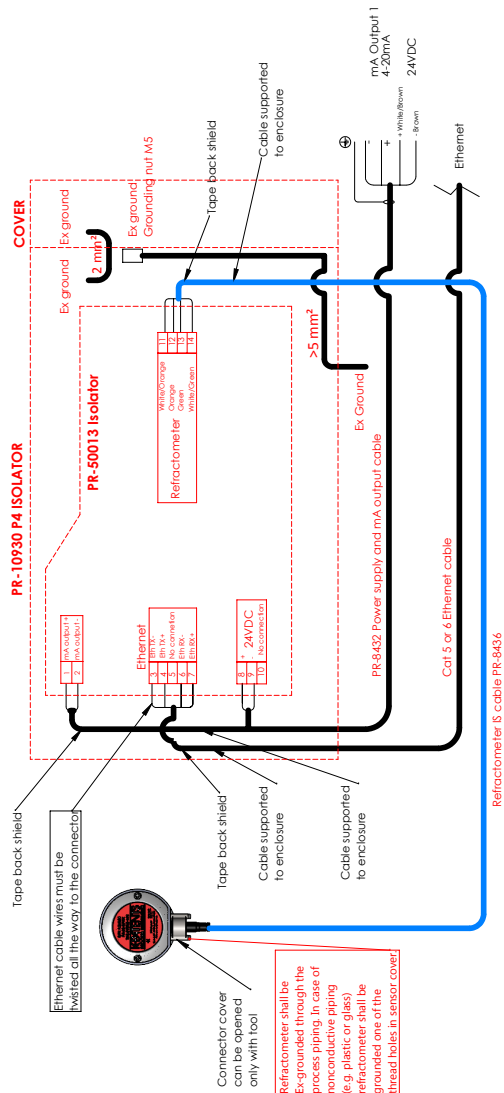 PR-10930 P4 ISOLATOR
COVER
PR-50013 Isolator
Tape back shield
Ethernet cable wires must be
twisted all the way to the connector
1 mA output+
2 mA output-
Ethernet
3 Eth TX-
4 Eth TX+
5 No connetion
6 Eth RX-
7 Eth RX+
24VDC
8 +
9 -
10 No connection
Tape back shield
Cable supported
to enclosure
Cable supported
to enclosure
Refractometer
White/Orange 11
Orange 12
Green 13
White/Green 14
Ex ground
Ex ground
2 mm²
Ex ground
Grounding nut M5
Tape back shield
Cable supported
to enclosure
>5 mm²
Ex Ground
PR-8432 Power supply and mA output cable
Cat 5 or 6 Ethernet cable
Refractometer IS cable PR-8436
mA Output 1
4-20mA
-
+
24VDC
+ White/Brown
- Brown
Ethernet
Connector cover
can be opened
only with tool
Refractometer shall be
Ex-grounded through the
process piping. In case of
nonconductive piping
(e.g. plastic or glass)
refractometer shall be
grounded one of the
thread holes in sensor cover